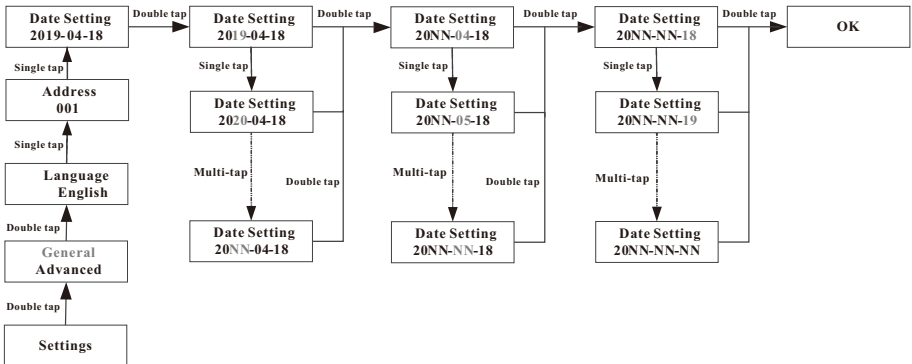 Date Setting
2019-04-18
Double tap
Date Setting
2019-04-18
Double tap
Date Setting
20NN-04-18
Double tap
Date Setting
20NN-NN-18
Double tap
OK
Single tap
Single tap
Single tap
Single tap
Address
001
Date Setting
2020-04-18
Date Setting
20NN-05-18
Date Setting
20NN-NN-19
Single tap
Language
English
Multi-tap
Double tap
Multi-tap
Double tap
Multi-tap
Double tap
Date Setting
20NN-04-18
Date Setting
20NN-NN-18
Date Setting
20NN-NN-NN
General
Advanced
Double tap
Settings